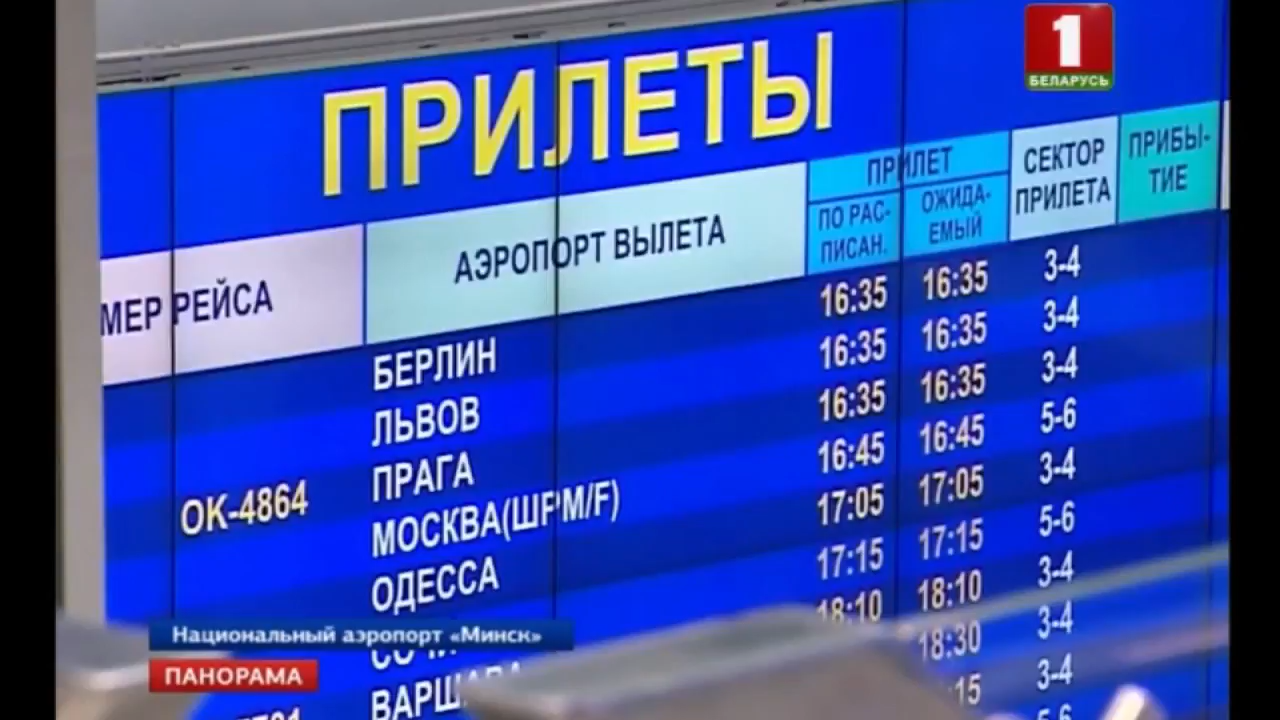 1
БЕЛАРУСЬ
ПРИЛЕТЫ
МЕР РЕЙСА АЭРОПОРТ ВЫЛЕТА ПРИЛЕТ ПО РАС-ПИСАН. ОЖИДА-ЕМЫЙ СЕКТОР ПРИЛЕТА ПРИБЫ-ТИЕ
БЕРЛИН 16:35 16:35 3-4
ЛЬВОВ 16:35 16:35 3-4
OK-4864 ПРАГА 16:35 16:35 3-4
МОСКВА(ШРМ/F) 16:45 16:45 5-6
ОДЕССА 17:05 17:05 3-4
17:15 17:15 5-6
ВАРШАВА 18:10 18:10 3-4
18:30 3-4
3-4
5-6
Национальный аэропорт «Минск»
ПАНОРАМА